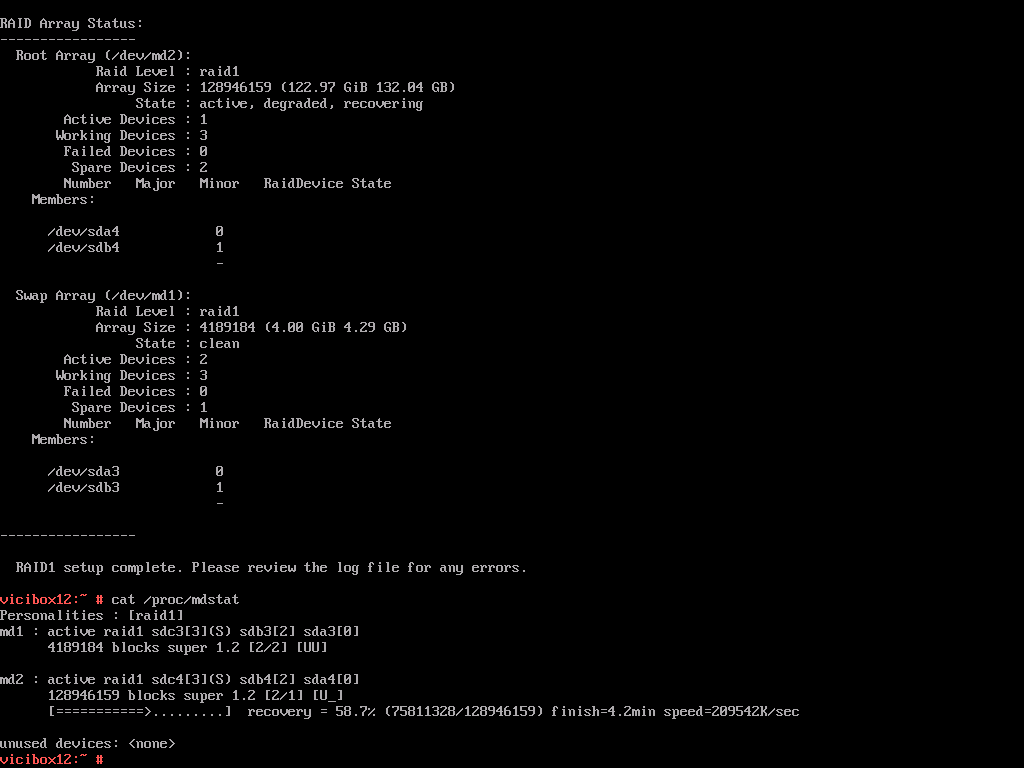 RAID Array Status:
-----------------
  Root Array (/dev/md2):
            Raid Level : raid1
            Array Size : 128946159 (122.97 GiB 132.04 GB)
                 State : active, degraded, recovering
        Active Devices : 1
       Working Devices : 3
        Failed Devices : 0
         Spare Devices : 2
        Number   Major   Minor   RaidDevice State
    Members:
      /dev/sda4            0
      /dev/sdb4            1
                           -
  Swap Array (/dev/md1):
            Raid Level : raid1
            Array Size : 4189184 (4.00 GiB 4.29 GB)
                 State : clean
        Active Devices : 2
       Working Devices : 3
        Failed Devices : 0
         Spare Devices : 1
        Number   Major   Minor   RaidDevice State
    Members:
      /dev/sda3            0
      /dev/sdb3            1
                           -
-----------------
  RAID1 setup complete. Please review the log file for any errors.
vicibox12:~ # cat /proc/mdstat
Personalities : [raid1]
md1 : active raid1 sdc3[3](S) sdb3[2] sda3[0]
      4189184 blocks super 1.2 [2/2] [UU]
md2 : active raid1 sdc4[3](S) sdb4[2] sda4[0]
      128946159 blocks super 1.2 [2/1] [U_]
      [===========>.........]  recovery = 58.7% (75811328/128946159) finish=4.2min speed=209542K/sec
unused devices: <none>
vicibox12:~ #